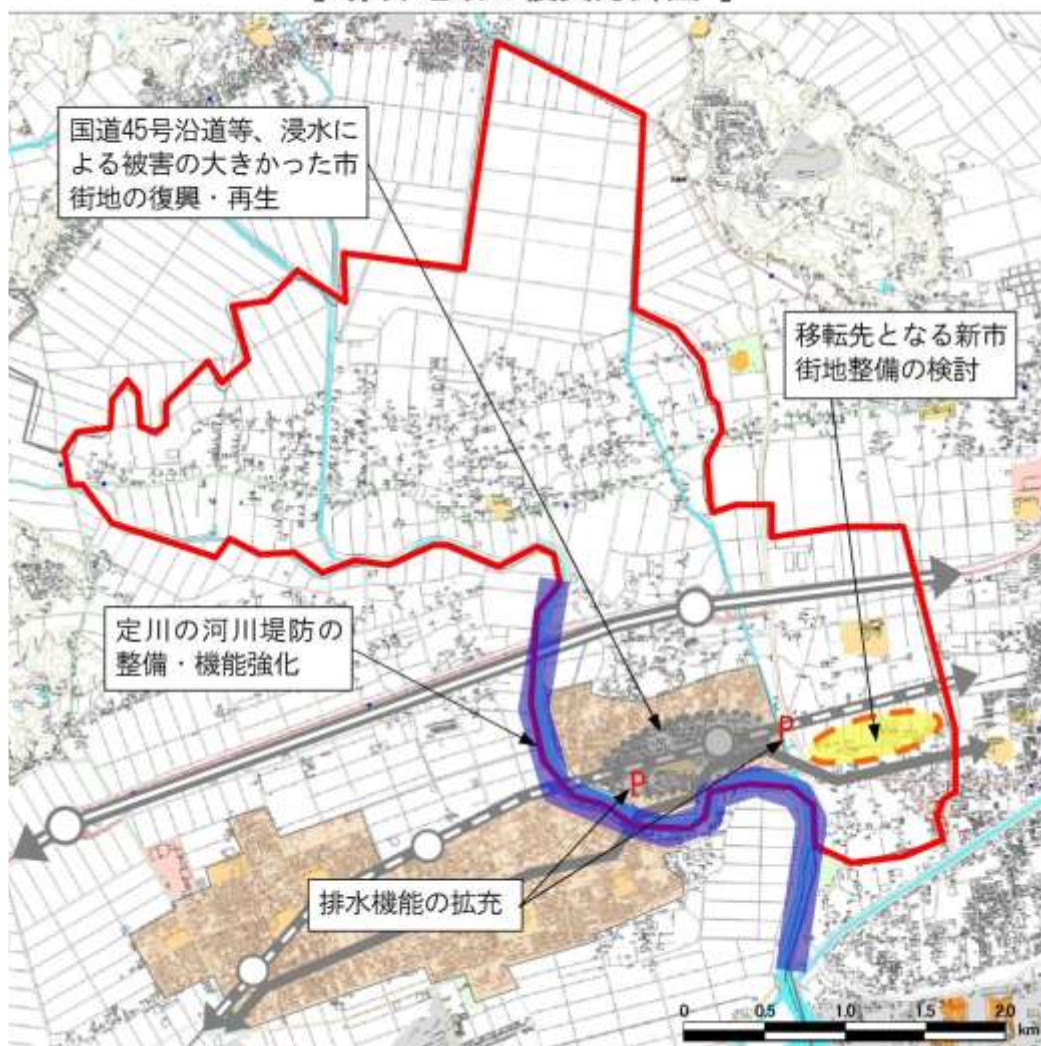 国道45号沿道等、浸水に
よる被害の大きかった市
街地の復興・再生
移転先となる新市
街地整備の検討
定川の河川堤防の
整備・機能強化
P
P
排水機能の拡充
0 0.5 1.0 1.5 2.0
km